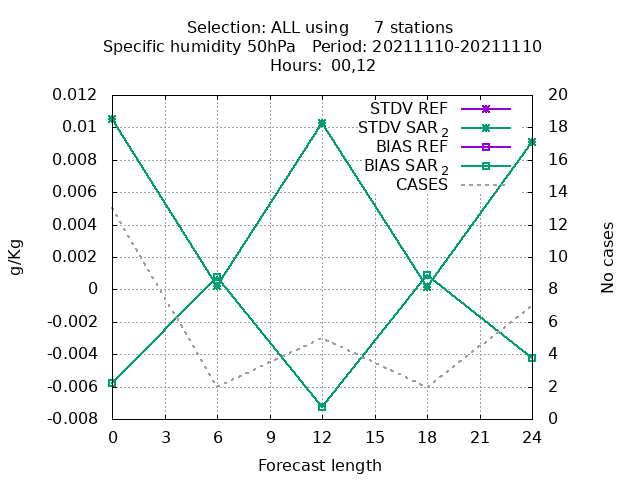 Selection: ALL using     7 stations
Specific humidity 50hPa   Period: 20211110-20211110
Hours: 00,12
STDV REF
STDV SAR 2
BIAS REF
BIAS SAR 2
CASES
0.012
0.01
0.008
0.006
0.004
0.002
0
-0.002
-0.004
-0.006
-0.008
g/Kg
20
18
16
14
12
10
8
6
4
2
0
No cases
0 3 6 9 12 15 18 21 24
Forecast length